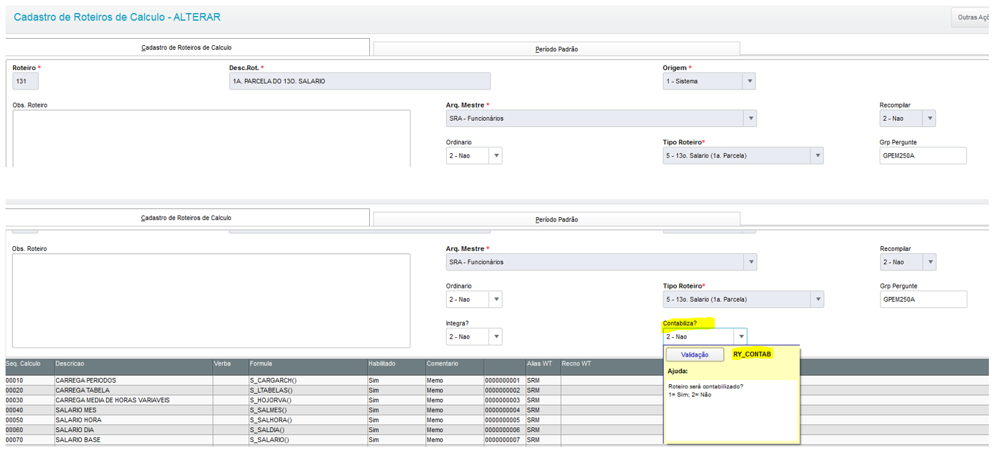 Cadastro de Roteiros de Calculo - ALTERAR
Outras Açõ
Cadastro de Roteiros de Calculo
Período Padrão
Roteiro *
Desc.Rot. *
Origem *
131
1A. PARCELA DO 13O. SALARIO
1 - Sistema
Obs. Roteiro
Arq. Mestre *
Recompilar
SRA - Funcionários
2 - Nao
Ordinario
Tipo Roteiro*
Grp Pergunte
2 - Nao
5 - 13o. Salario (1a. Parcela)
GPEM250A
Cadastro de Roteiros de Calculo
Período Padrão
Obs. Roteiro
Arq. Mestre *
Recompilar
SRA - Funcionários
2 - Nao
Ordinario
Tipo Roteiro*
Grp Pergunte
2 - Nao
5 - 13o. Salario (1a. Parcela)
GPEM250A
Integra?
Contabiliza?
2 - Nao
2 - Nao
Validação
RY_CONTAB
Ajuda:
Roteiro será contabilizado?
1= Sim; 2= Não
Seq. Calculo Descricao Verba Formula Habilitado Comentario Alias WT Recno WT
00010 CARREGA PERIODOS S_CARGARCH() Sim Memo 0000000001 SRM
00020 CARREGA TABELA S_LTABELAS() Sim Memo 0000000002 SRM
00030 CARREGA MEDIA DE HORAS VARIAVEIS S_HOJORVA() Sim Memo 0000000003 SRM
00040 SALARIO MES S_SALMES() Sim Memo 0000000004 SRM
00050 SALARIO HORA S_SALHORA() Sim Memo 0000000005 SRM
00060 SALARIO DIA S_SALDIA() Sim Memo 0000000006 SRM
00070 SALARIO BASE S_SALARIO() Sim Memo 0000000007 SRM